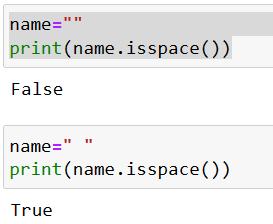 name=""
print(name.isspace())
False
name=" "
print(name.isspace())
True